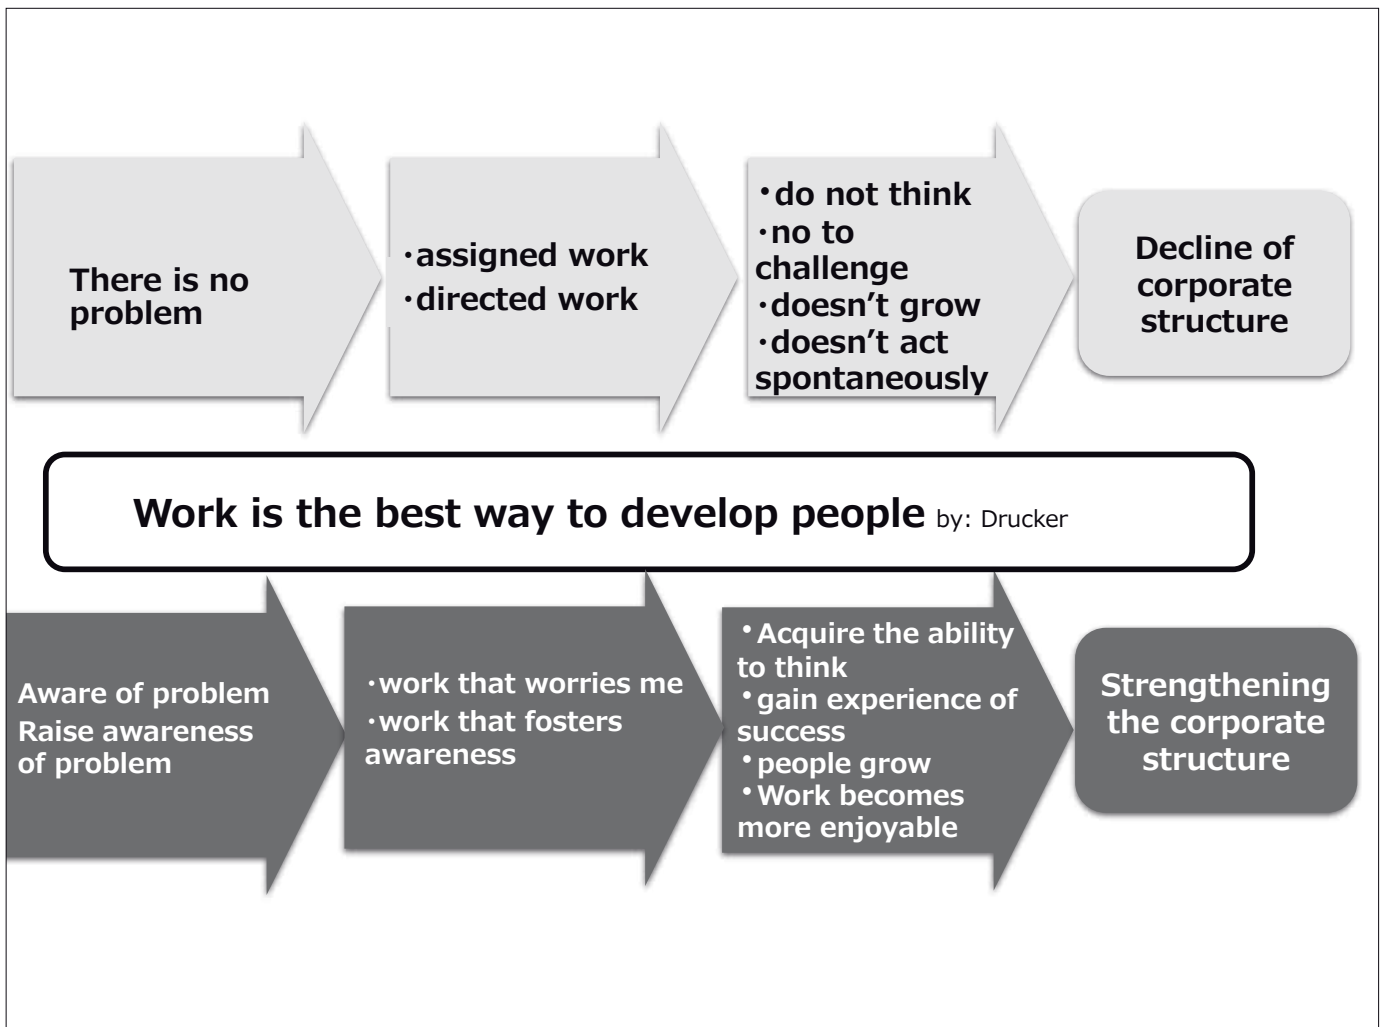 There is no
problem
・assigned work
・directed work
・do not think
・no to
challenge
・doesn’t grow
・doesn’t act
spontaneously
Decline of
corporate
structure
Work is the best way to develop people by: Drucker
Aware of problem
Raise awareness
of problem
・work that worries me
・work that fosters
awareness
・Acquire the ability
to think
・gain experience of
success
・people grow
・Work becomes
more enjoyable
Strengthening
the corporate
structure